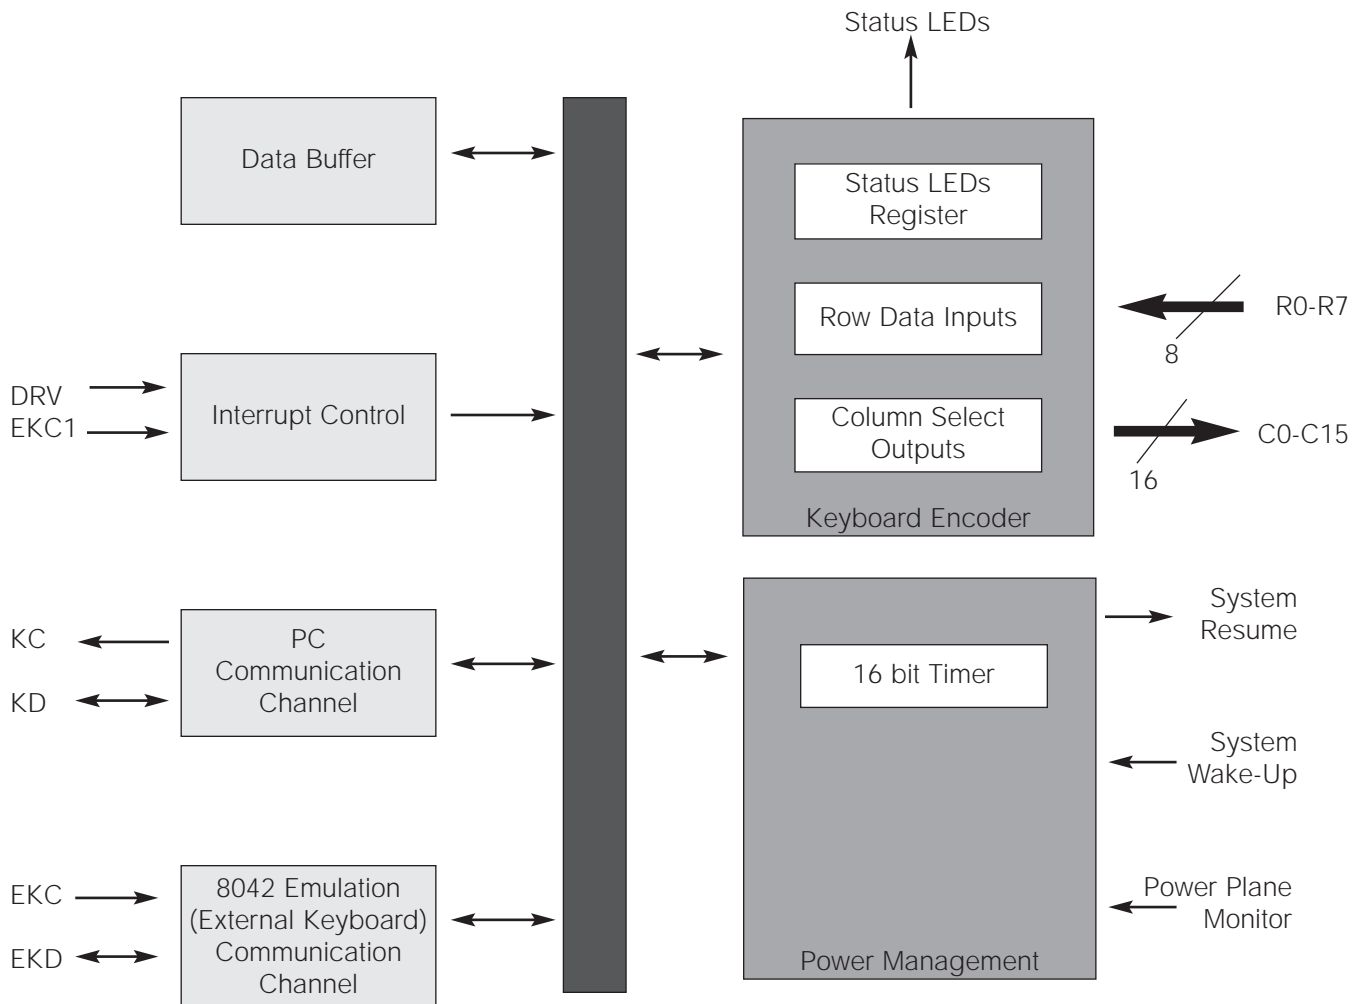 Status LEDs
Data Buffer
Status LEDs
Register
Row Data Inputs
R0-R7
8
DRV
EKC1
Interrupt Control
Column Select
Outputs
C0-C15
16
Keyboard Encoder
KC
KD
PC
Communication
Channel
System
Resume
16 bit Timer
System
Wake-Up
EKC
EKD
8042 Emulation
(External Keyboard)
Communication
Channel
Power Plane
Monitor
Power Management